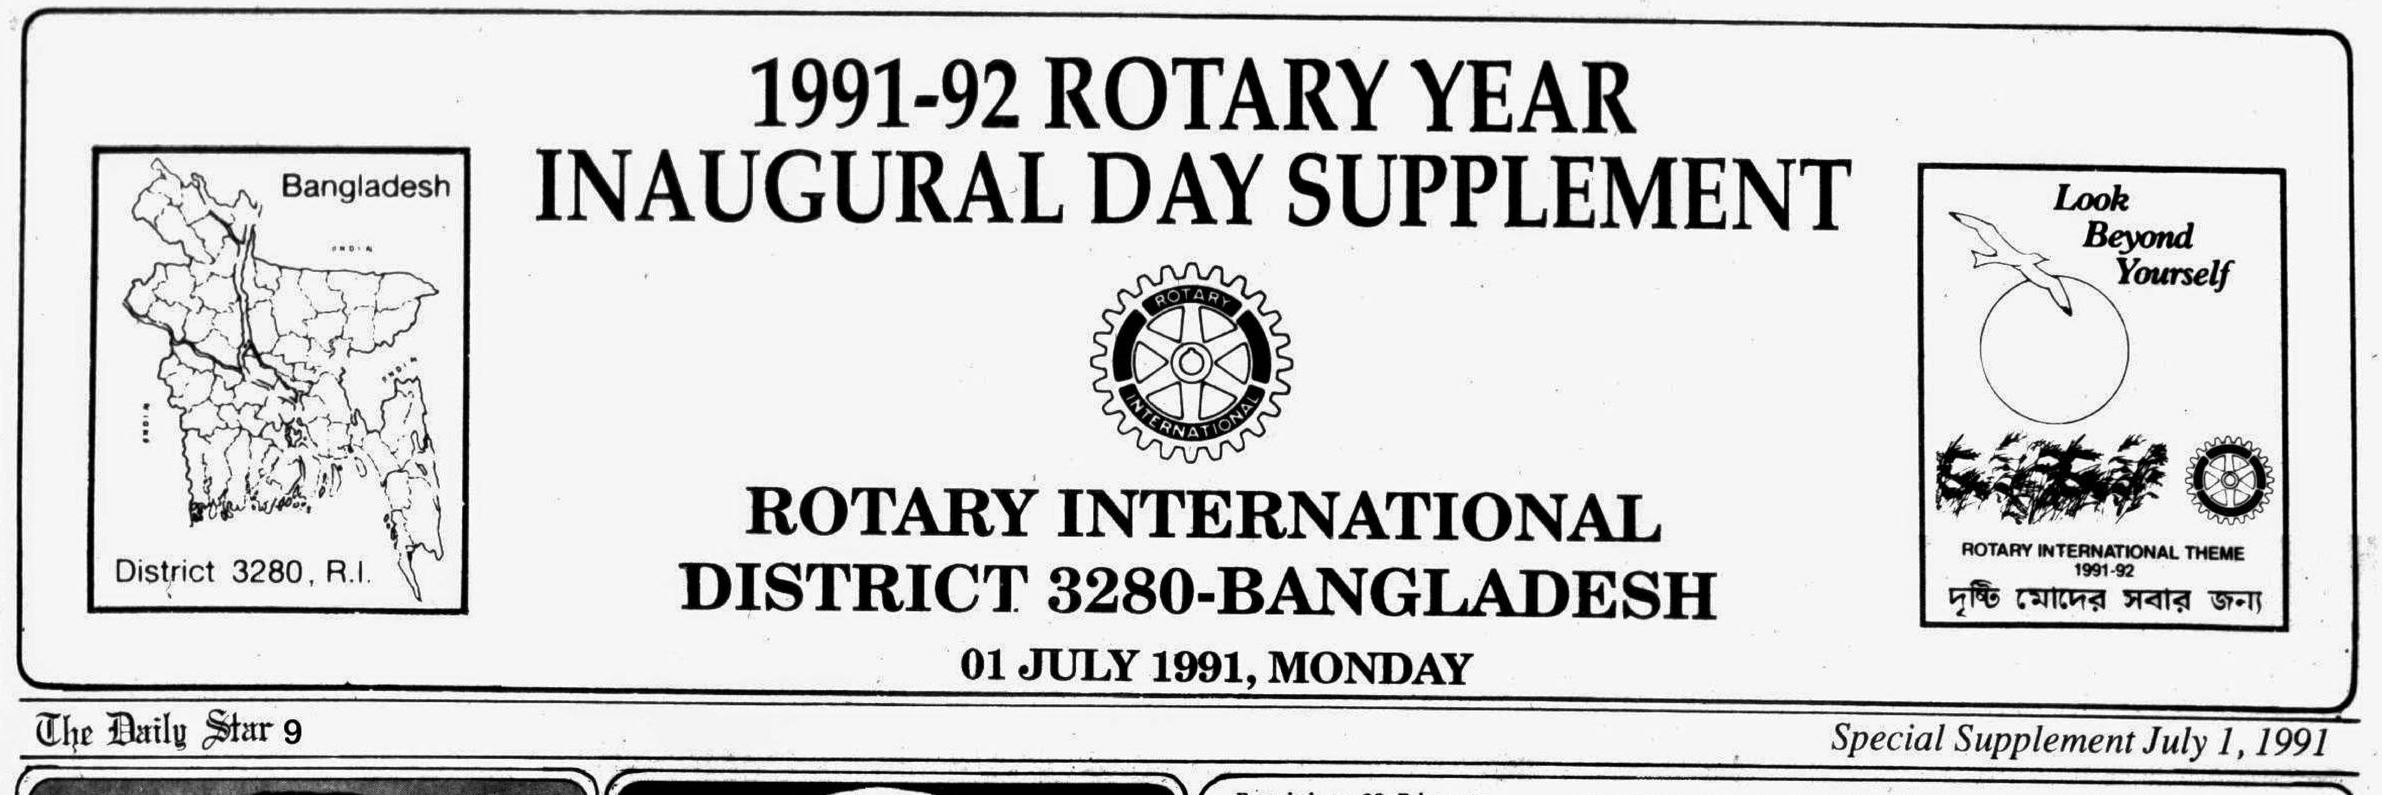 1991-92 ROTARY YEAR
INAUGURAL DAY SUPPLEMENT
Bangladesh
District 3280, R.I.
ROTARY
INTERNATIONAL
Look
Beyond
Yourself
ROTARY INTERNATIONAL THEME
1991-92
দৃষ্টি মোদের সবার জন্য
ROTARY INTERNATIONAL
DISTRICT 3280-BANGLADESH
01 JULY 1991, MONDAY
The Daily Star 9
Special Supplement July 1, 1991